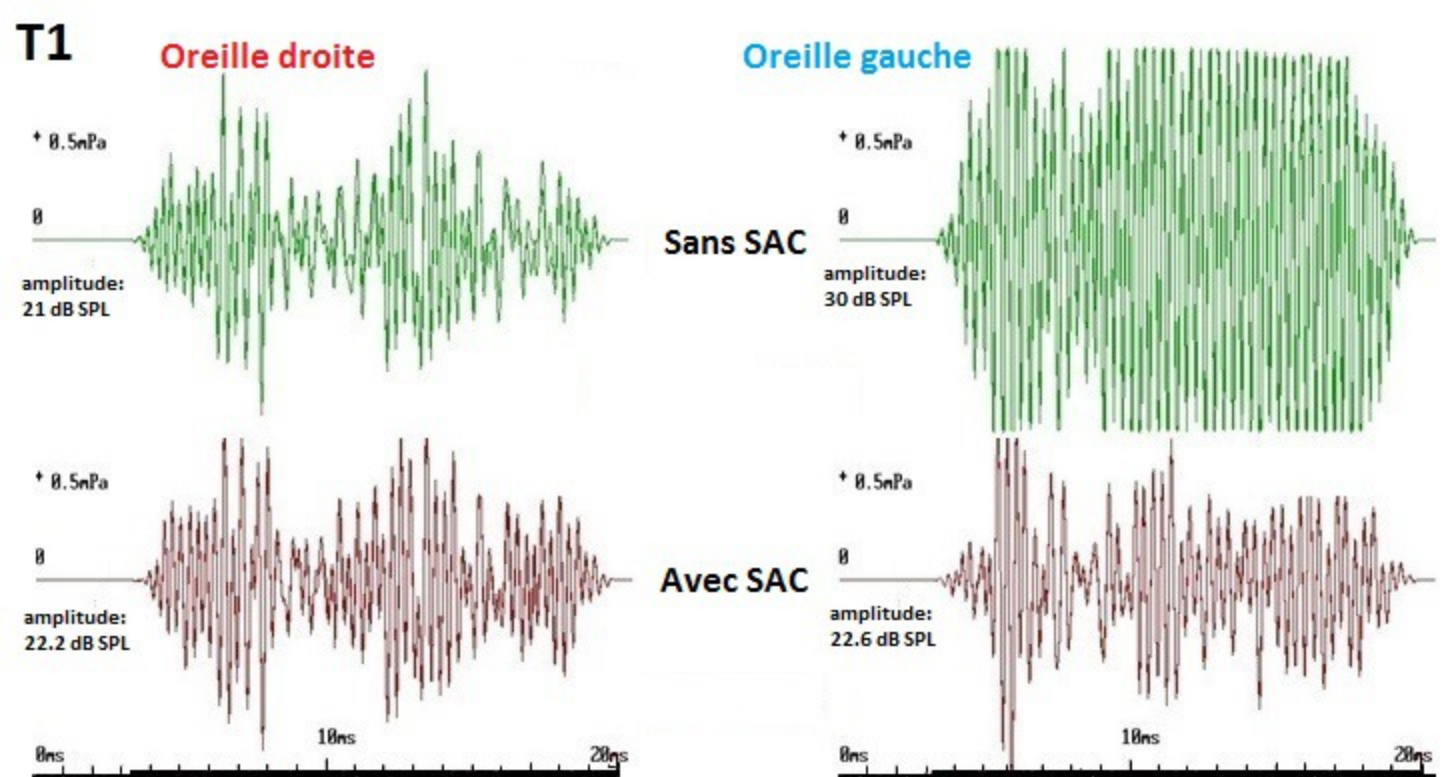 T1
Oreille droite
Oreille gauche
+ 0.5mPa
+ 0.5mPa
0
0
Sans SAC
amplitude:
21 dB SPL
amplitude:
30 dB SPL
+ 0.5mPa
+ 0.5mPa
0
0
Avec SAC
amplitude:
22.2 dB SPL
amplitude:
22.6 dB SPL
0ms
10ms
20ms
0ms
10ms
20ms